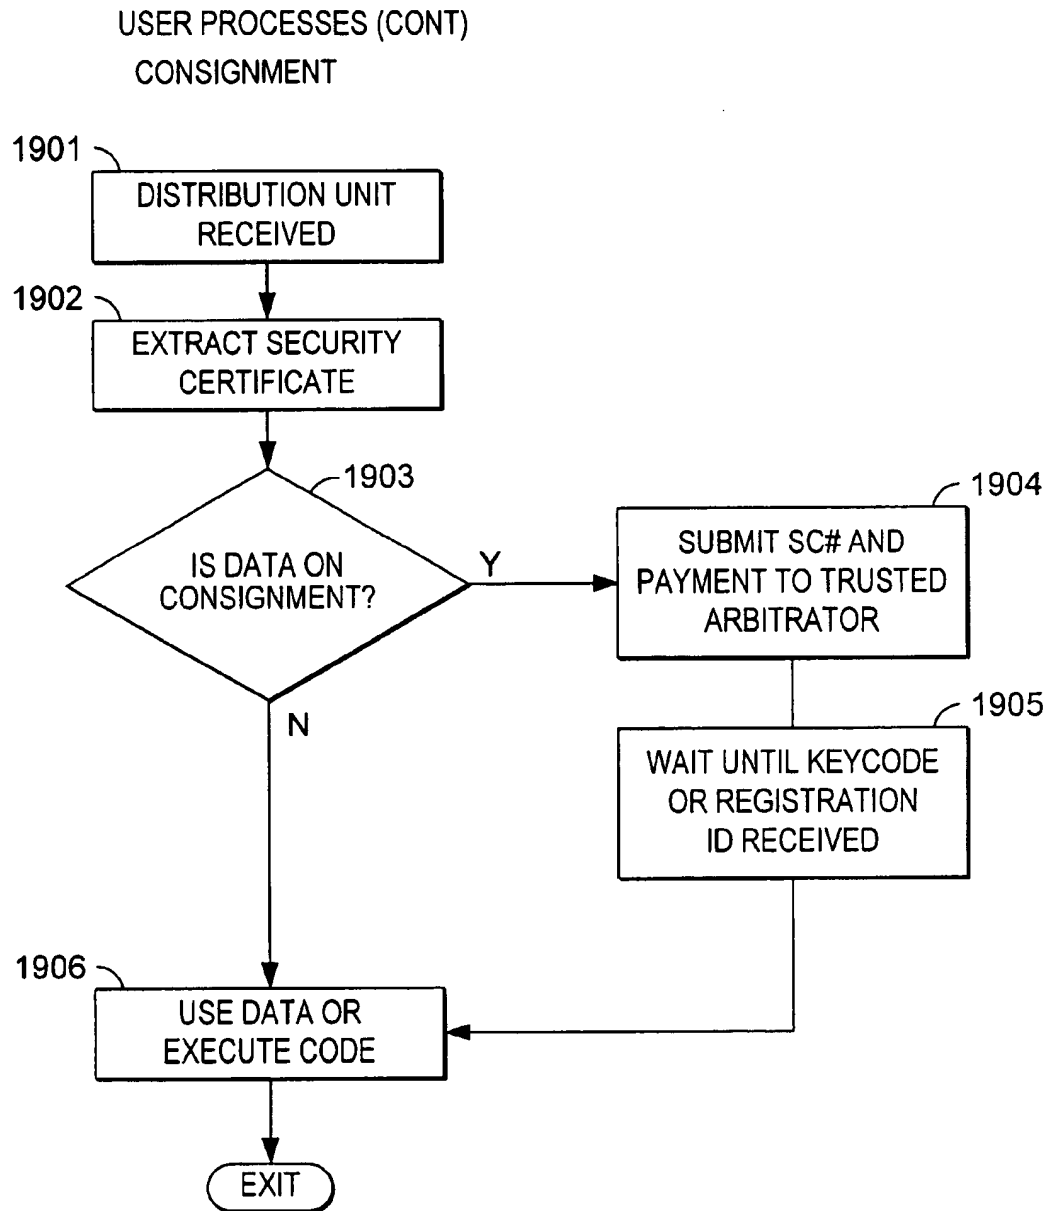 USER PROCESSES (CONT)
CONSIGNMENT
1901
DISTRIBUTION UNIT
RECEIVED
1902
EXTRACT SECURITY
CERTIFICATE
1903
IS DATA ON
CONSIGNMENT?
Y
N
1904
SUBMIT SC# AND
PAYMENT TO TRUSTED
ARBITRATOR
1905
WAIT UNTIL KEYCODE
OR REGISTRATION
ID RECEIVED
1906
USE DATA OR
EXECUTE CODE
EXIT